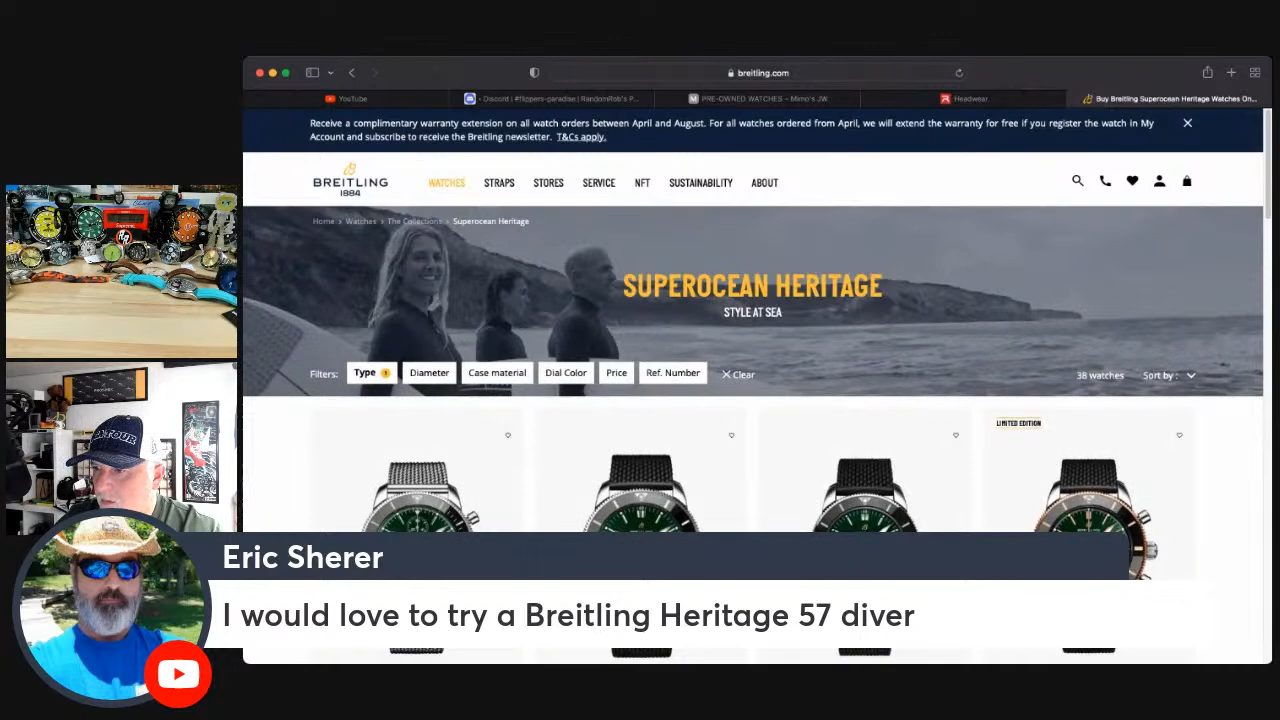 breitling.com
YouTube
- Discord | #flippers-paradise | RandomRob's P...
PRE-OWNED WATCHES – Mimo's JW.
Headwear
Buy Breitling Superocean Heritage Watches On...
Receive a complimentary warranty extension on all watch orders between April and August. For all watches ordered from April, we will extend the warranty for free if you register the watch in My
Account and subscribe to receive the Breitling newsletter. T&Cs apply.
BREITLING
1884
WATCHES STRAPS STORES SERVICE NFT SUSTAINABILITY ABOUT
Home > Watches > The Collections > Superocean Heritage
SUPEROCEAN HERITAGE
STYLE AT SEA
Filters: Type 1 Diameter Case material Dial Color Price Ref. Number Clear
38 watches Sort by :
LIMITED EDITION
Eric Sherer
I would love to try a Breitling Heritage 57 diver